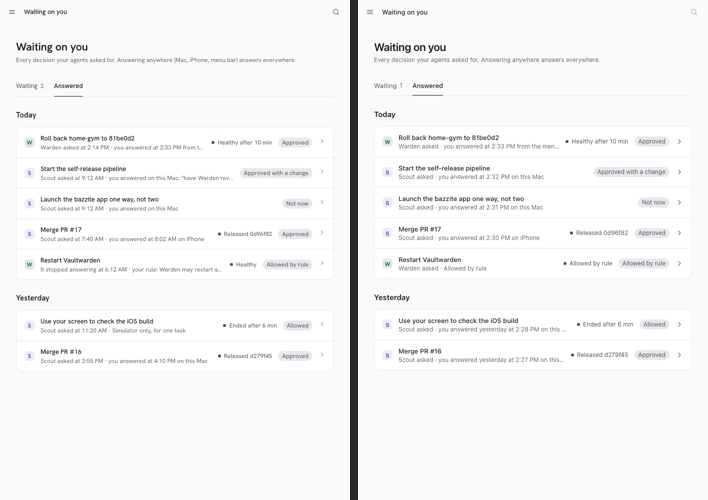 Waiting on you
Waiting on you
Every decision your agents asked for. Answering anywhere (Mac, iPhone, menu bar) answers everywhere.
Waiting 2 Answered
Today
W Roll back home-gym to 81be0d2
Warden asked at 2:14 PM · you answered at 2:33 PM from t... Healthy after 10 min Approved
S Start the self-release pipeline
Scout asked at 9:12 AM · you answered on this Mac: "have Warden rev... Approved with a change
S Launch the bazzite app one way, not two
Scout asked at 9:12 AM · you answered on this Mac Not now
S Merge PR #17
Scout asked at 7:40 AM · you answered at 8:02 AM on iPhone Released 0d96f82 Approved
W Restart Vaultwarden
It stopped answering at 6:12 AM · your rule: Warden may restart a... Healthy Allowed by rule
Yesterday
S Use your screen to check the iOS build
Scout asked at 11:20 AM · Simulator only, for one task Ended after 6 min Allowed
S Merge PR #16
Scout asked at 3:55 PM · you answered at 4:10 PM on this Mac Released d279f45 Approved
Waiting on you
Waiting on you
Every decision your agents asked for. Answering anywhere (Mac, iPhone, menu bar) answers everywhere.
Waiting 1 Answered
Today
W Roll back home-gym to 81be0d2
Warden asked · you answered at 2:33 PM from the men... Healthy after 10 min Approved
S Start the self-release pipeline
Scout asked · you answered at 2:32 PM on this Mac Approved with a change
S Launch the bazzite app one way, not two
Scout asked · you answered at 2:31 PM on this Mac Not now
S Merge PR #17
Scout asked · you answered at 2:30 PM on iPhone Released 0d96f82 Approved
W Restart Vaultwarden
Warden asked · Allowed by rule Allowed by rule Allowed by rule
Yesterday
S Use your screen to check the iOS build
Scout asked · you answered yesterday at 2:28 PM on this ... Ended after 6 min Allowed
S Merge PR #16
Scout asked · you answered yesterday at 2:27 PM on this... Released d279f45 Approved